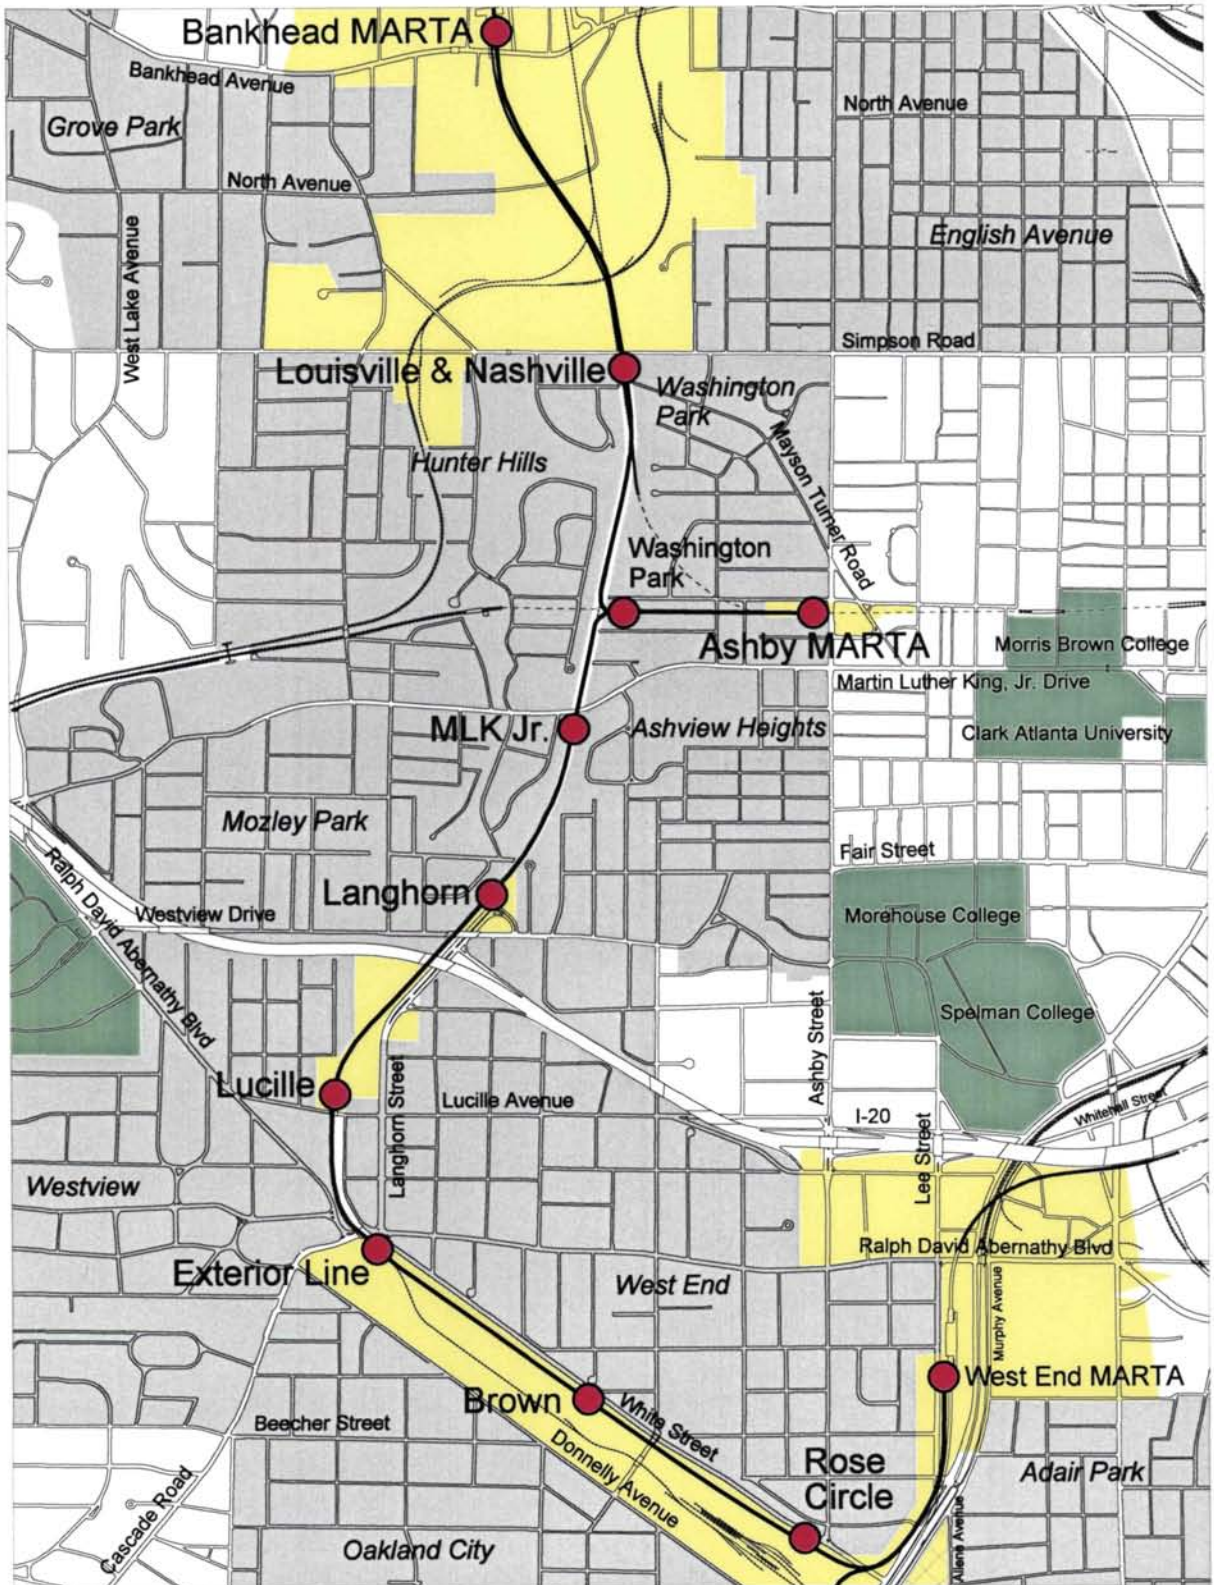 Bankhead MARTA
Bankhead Avenue
North Avenue
Grove Park
North Avenue
West Lake Avenue
English Avenue
Simpson Road
Louisville & Nashville
Washington
Park
Mayson Turner Road
Hunter Hills
Washington
Park
Ashby MARTA
Morris Brown College
Martin Luther King, Jr. Drive
MLK Jr.
Ashview Heights
Clark Atlanta University
Mozley Park
Fair Street
Ralph David Abernathy Blvd
Langhorn
Westview Drive
Morehouse College
Spelman College
Ashby Street
Lucille
Langhorn Street
Lucille Avenue
I-20
Whitehall Street
Lee Street
Westview
Ralph David Abernathy Blvd
Exterior Line
West End
Murphy Avenue
West End MARTA
Brown
White Street
Beecher Street
Donnelly Avenue
Rose
Circle
Adair Park
Cascade Road
Oakland City
Allene Avenue